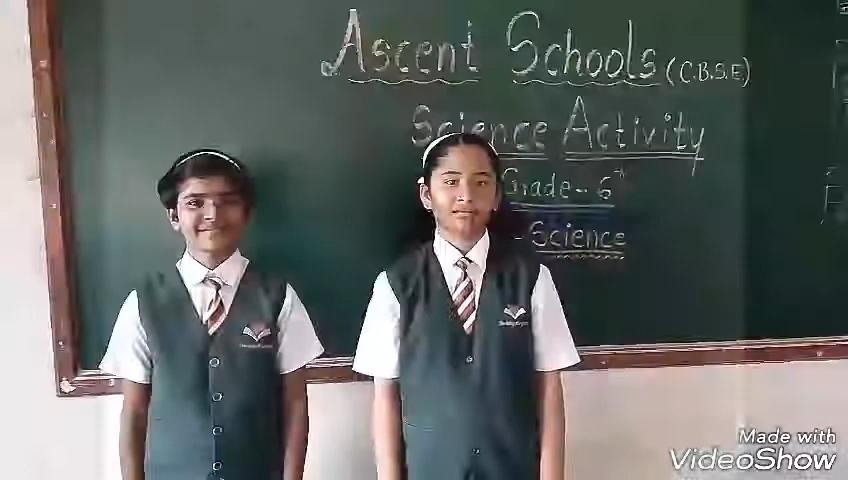 Ascent Schools (C.B.S.E)
Science Activity
Grade - 6th
- Science
Made with
VideoShow